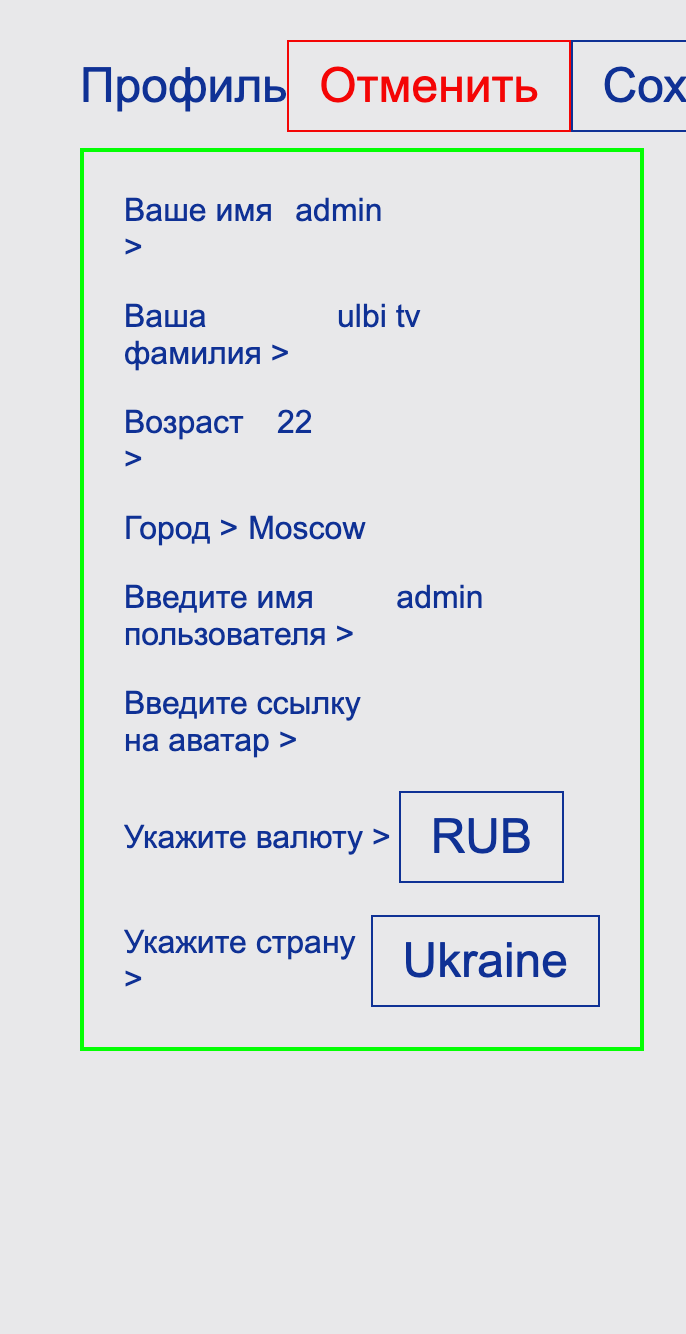 Профиль Отменить Сох
Ваше имя admin
>
Ваша ulbi tv
фамилия >
Возраст 22
>
Город > Moscow
Введите имя admin
пользователя >
Введите ссылку
на аватар >
Укажите валюту > RUB
Укажите страну Ukraine
>